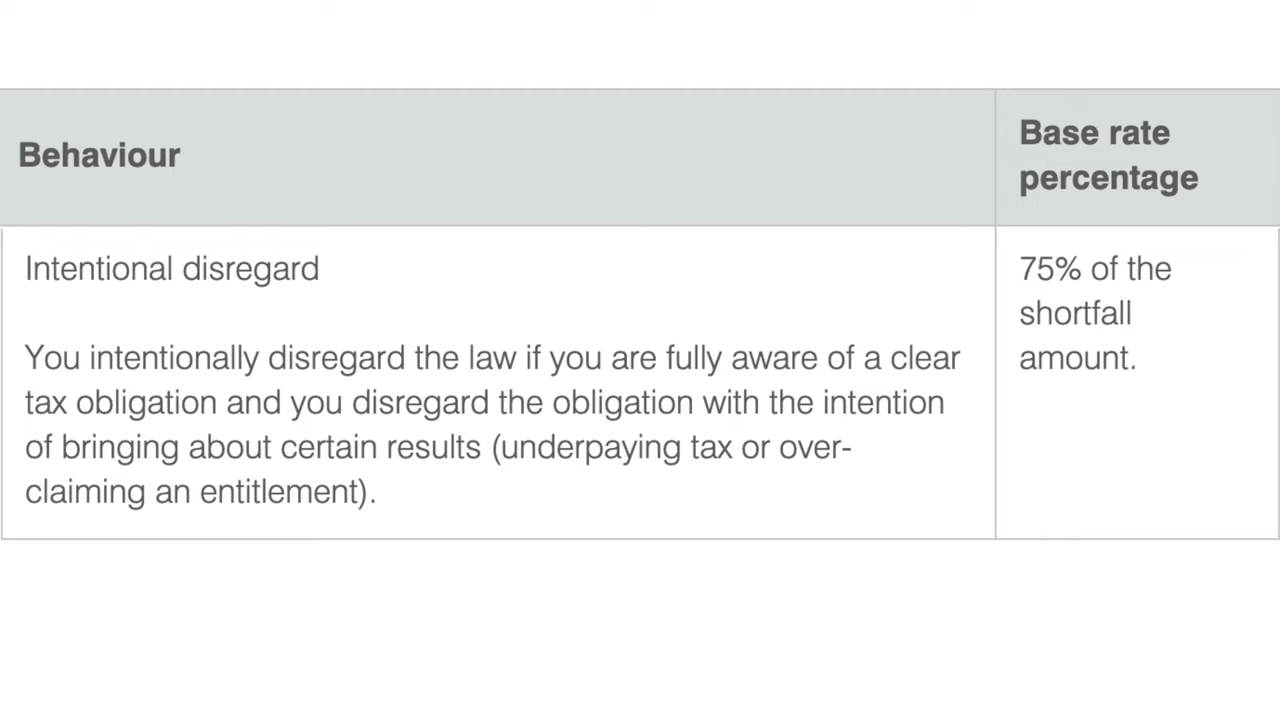 Behaviour
Base rate
percentage
Intentional disregard
You intentionally disregard the law if you are fully aware of a clear
tax obligation and you disregard the obligation with the intention
of bringing about certain results (underpaying tax or over-
claiming an entitlement).
75% of the
shortfall
amount.